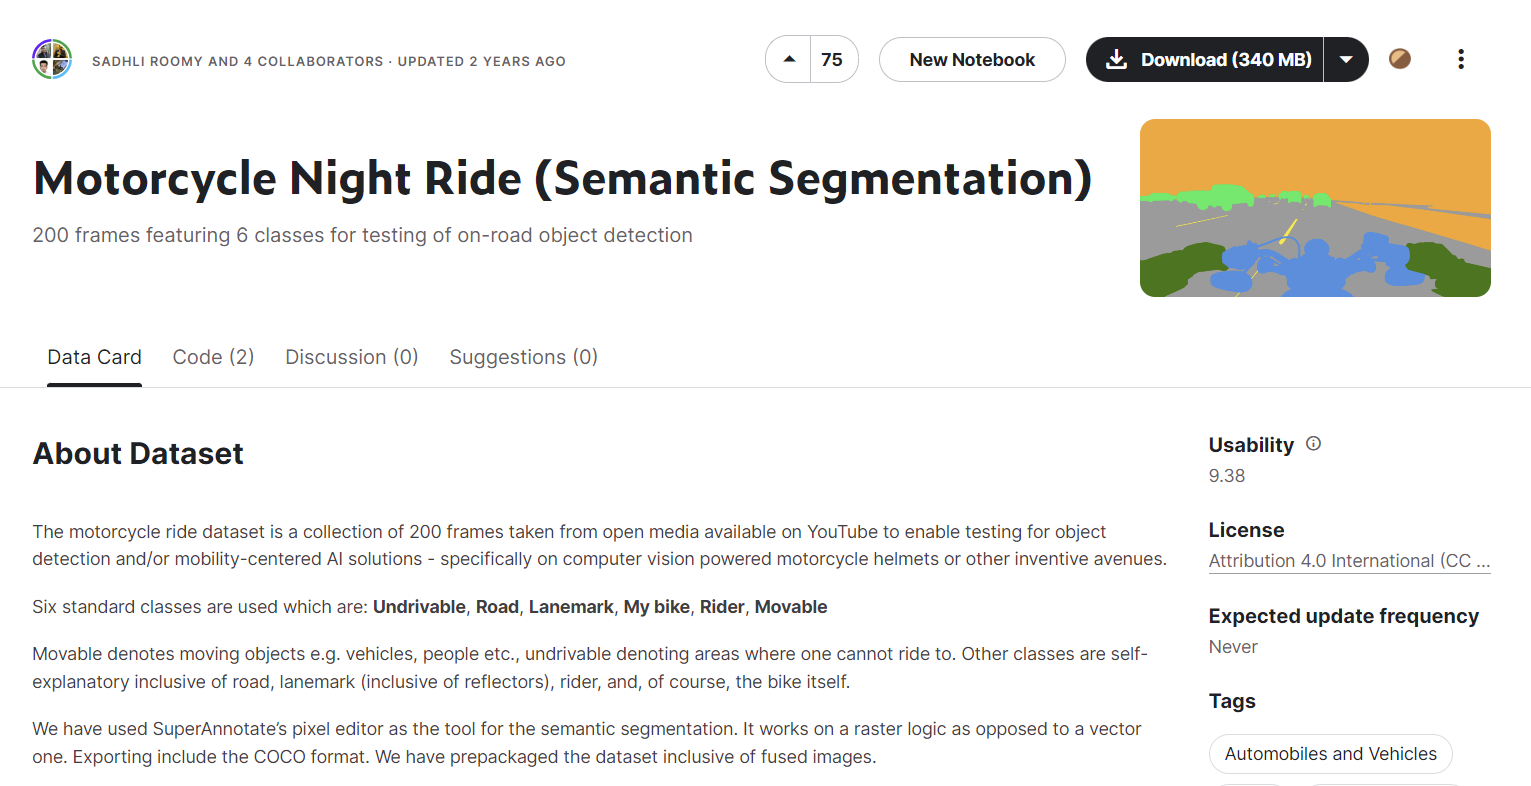 SADHLI ROOMY AND 4 COLLABORATORS · UPDATED 2 YEARS AGO
75
New Notebook
Download (340 MB)
Motorcycle Night Ride (Semantic Segmentation)
200 frames featuring 6 classes for testing of on-road object detection
Data Card
Code (2)
Discussion (0)
Suggestions (0)
About Dataset
The motorcycle ride dataset is a collection of 200 frames taken from open media available on YouTube to enable testing for object
detection and/or mobility-centered AI solutions - specifically on computer vision powered motorcycle helmets or other inventive avenues.
Six standard classes are used which are: Undrivable, Road, Lanemark, My bike, Rider, Movable
Movable denotes moving objects e.g. vehicles, people etc., undrivable denoting areas where one cannot ride to. Other classes are self-
explanatory inclusive of road, lanemark (inclusive of reflectors), rider, and, of course, the bike itself.
We have used SuperAnnotate’s pixel editor as the tool for the semantic segmentation. It works on a raster logic as opposed to a vector
one. Exporting include the COCO format. We have prepackaged the dataset inclusive of fused images.
Usability
9.38
License
Attribution 4.0 International (CC ...
Expected update frequency
Never
Tags
Automobiles and Vehicles